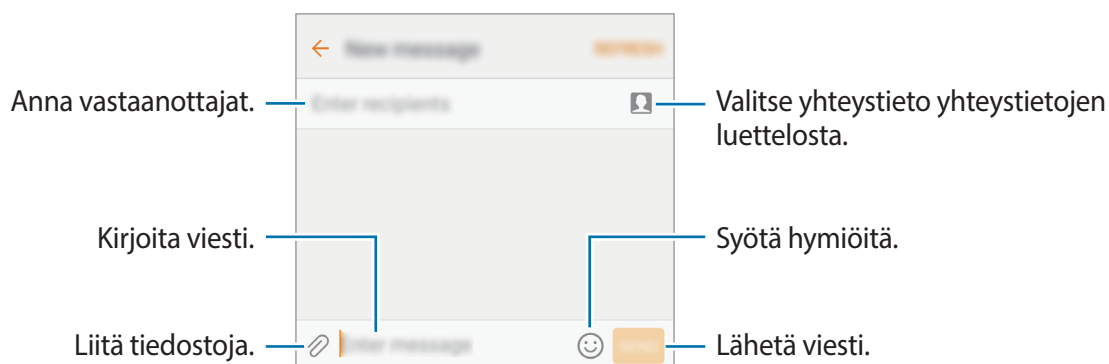 New message
REFRESH
Anna vastaanottajat.
Enter recipients
Valitse yhteystieto yhteystietojen
luettelosta.
Kirjoita viesti.
Syötä hymiöitä.
Liitä tiedostoja.
Enter message
Lähetä viesti.